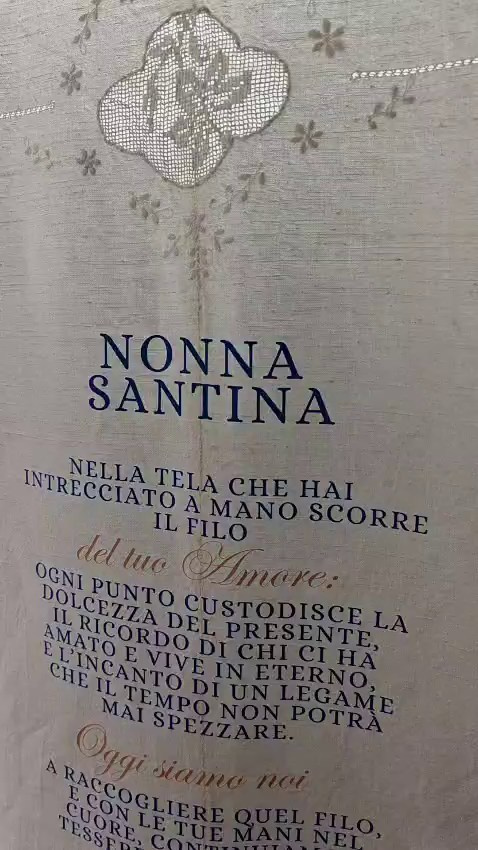 NONNA
SANTINA
NELLA TELA CHE HAI
INTRECCIATO A MANO SCORRE
IL FILO
del tuo Amore:
OGNI PUNTO CUSTODISCE LA
DOLCEZZA DEL PRESENTE,
IL RICORDO DI CHI CI HA
AMATO E VIVE IN ETERNO,
E L'INCANTO DI UN LEGAME
CHE IL TEMPO NON POTRÀ
MAI SPEZZARE.
Oggi siamo noi
A RACCOGLIERE QUEL FILO,
E CON LE TUE MANI NEL
CUORE,